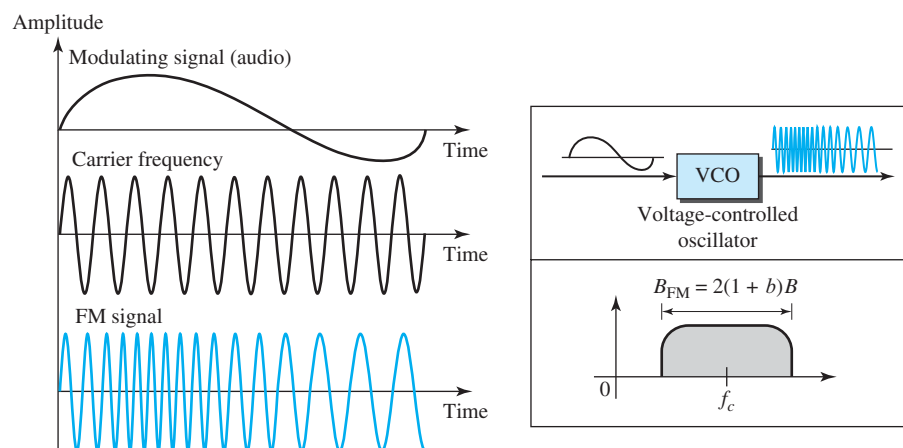 Amplitude
Modulating signal (audio)
Time
Carrier frequency
Time
FM signal
Time
VCO
Voltage-controlled
oscillator
B_FM = 2(1 + b)B
0
f_c